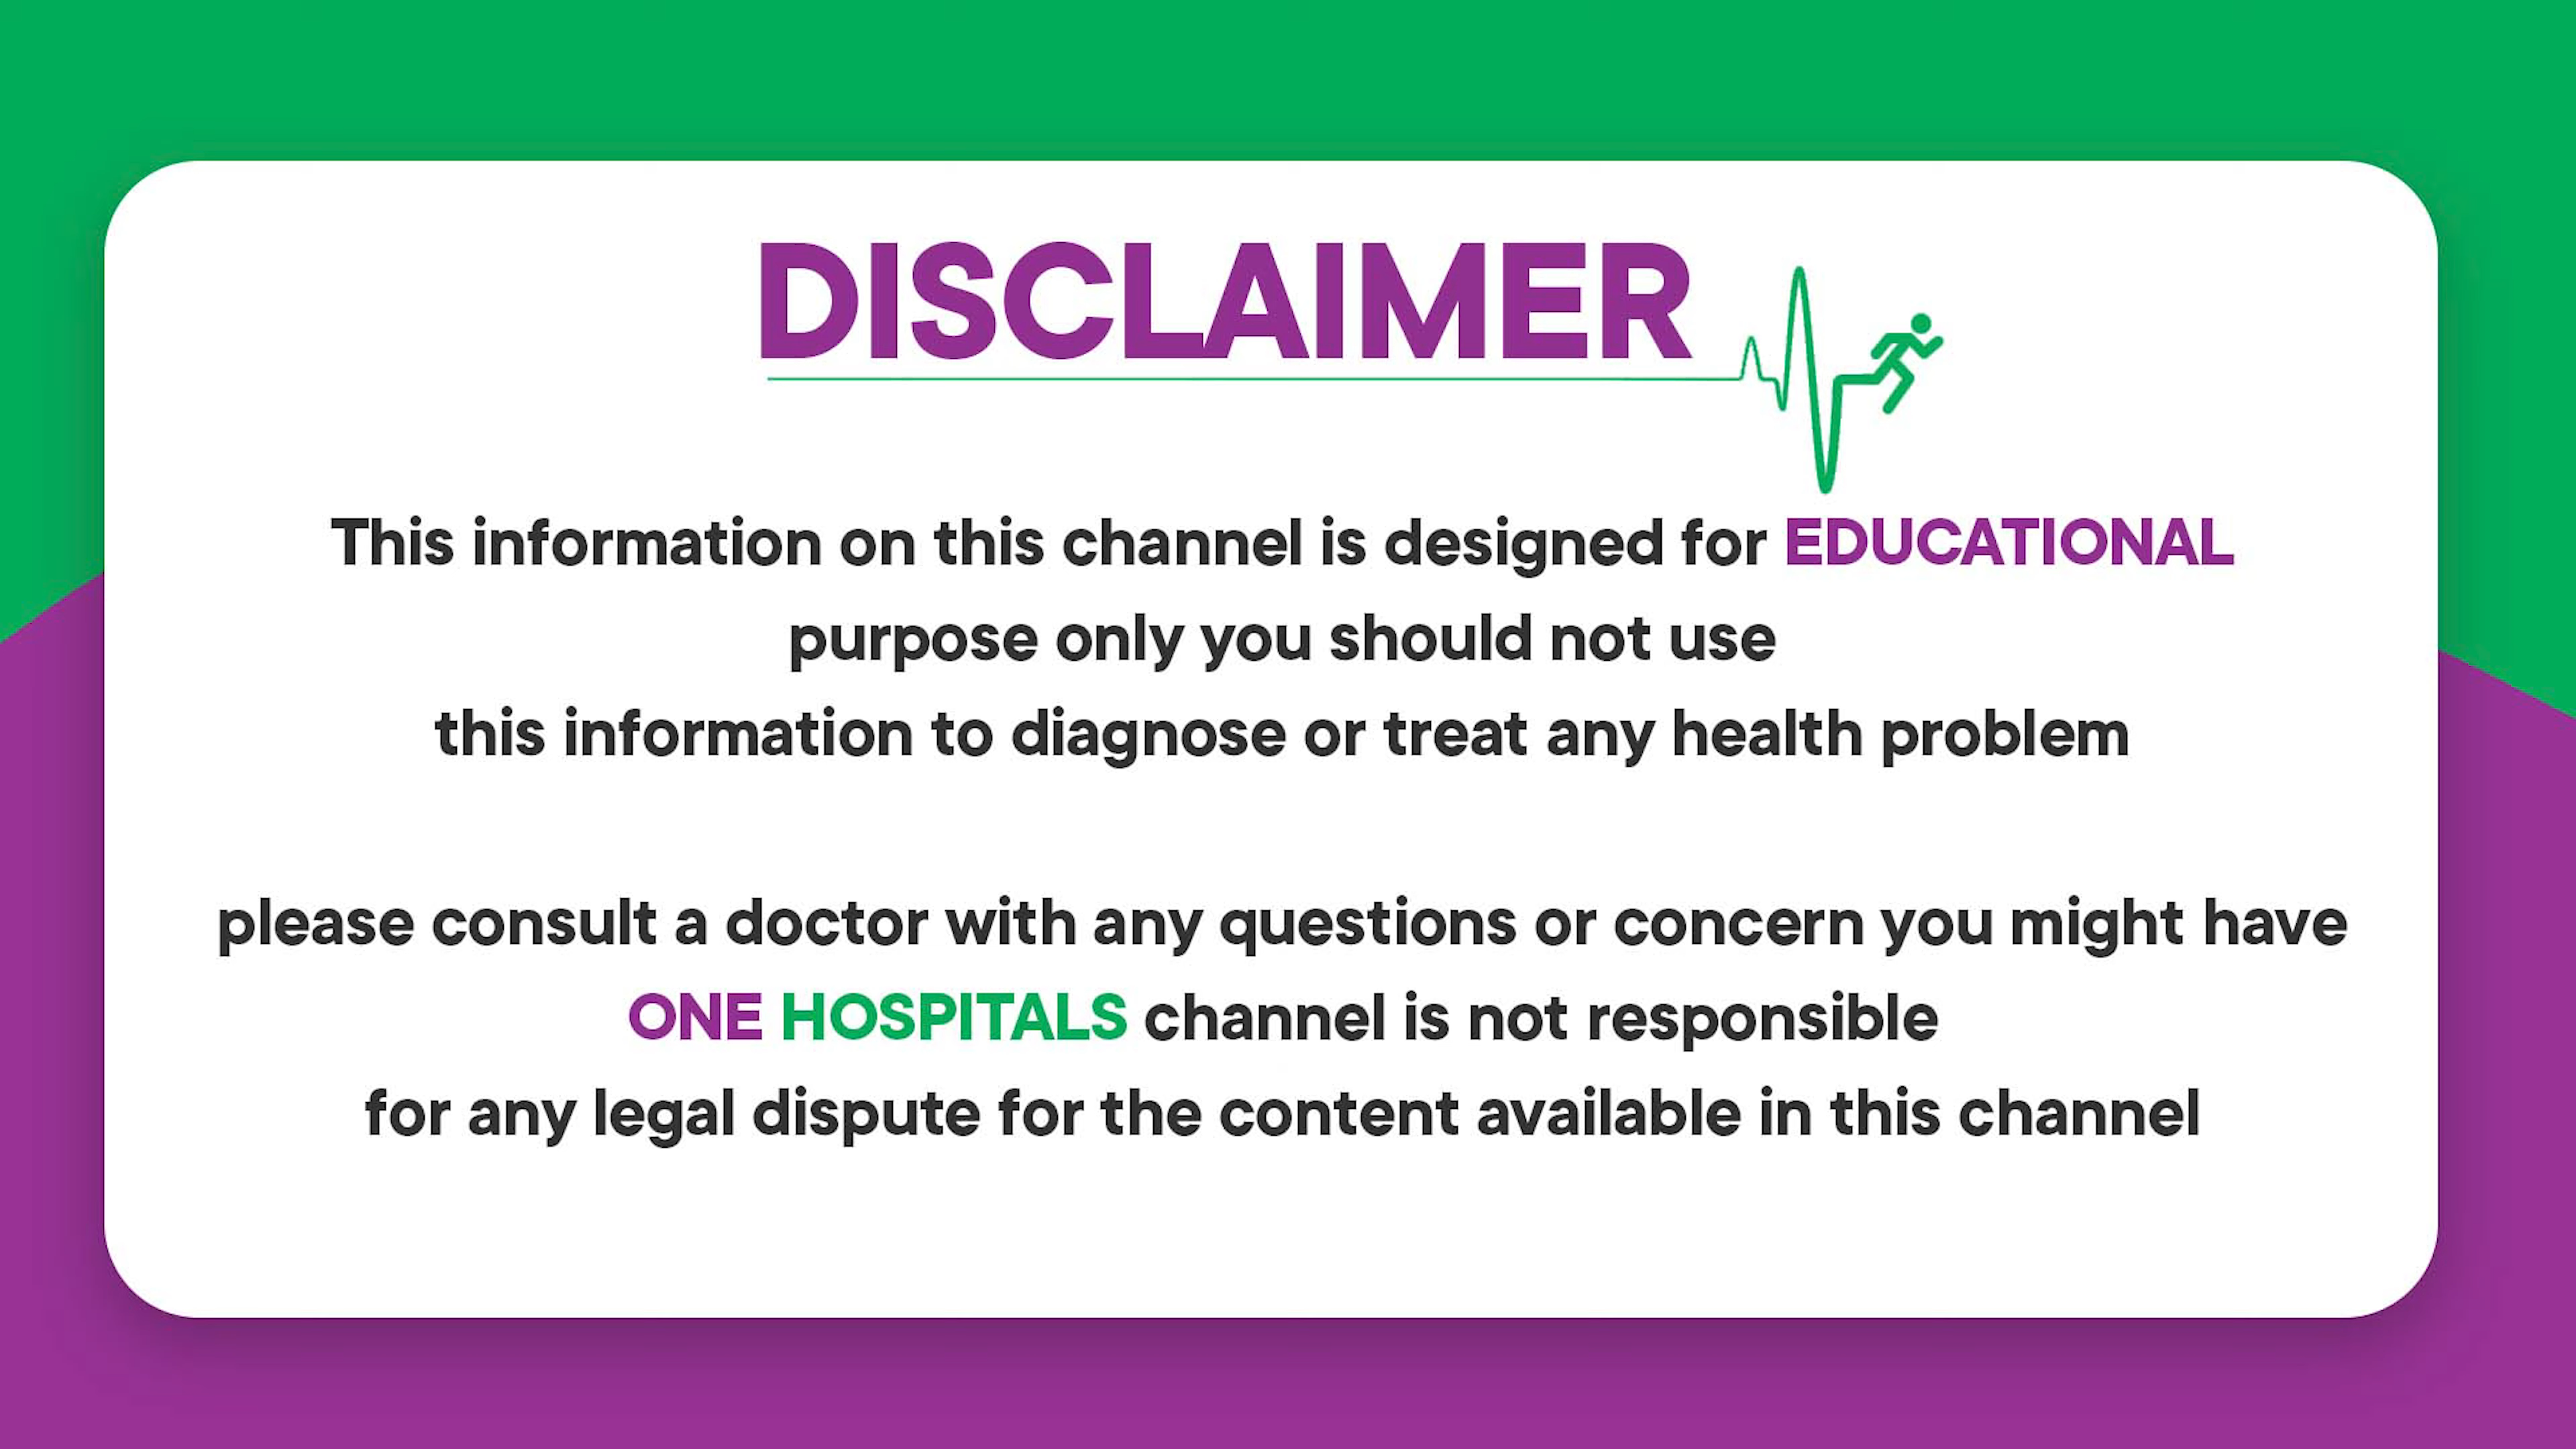 DISCLAIMER
This information on this channel is designed for EDUCATIONAL
purpose only you should not use
this information to diagnose or treat any health problem
please consult a doctor with any questions or concern you might have
ONE HOSPITALS channel is not responsible
for any legal dispute for the content available in this channel